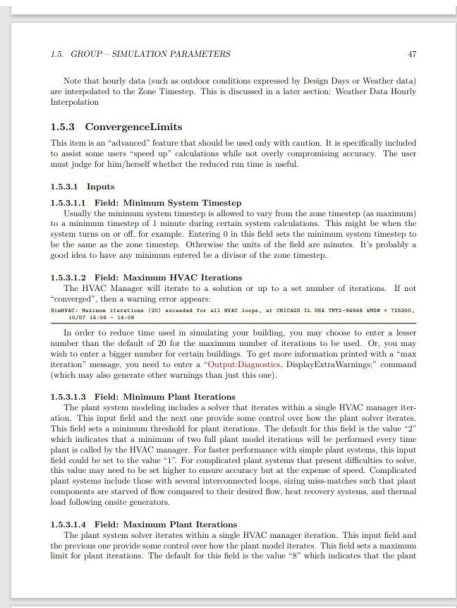 1.5. GROUP – SIMULATION PARAMETERS 47
Note that hourly data (such as outdoor conditions expressed by Design Days or Weather data)
are interpolated to the Zone Timestep. This is discussed in a later section: Weather Data Hourly
Interpolation
1.5.3 ConvergenceLimits
This item is an “advanced” feature that should be used only with caution. It is specifically included
to assist some users “speed up” calculations while not overly compromising accuracy. The user
must judge for him/herself whether the reduced run time is useful.
1.5.3.1 Inputs
1.5.3.1.1 Field: Minimum System Timestep
Usually the minimum system timestep is allowed to vary from the zone timestep (as maximum)
to a minimum timestep of 1 minute during certain system calculations. This might be when the
system turns on or off, for example. Entering 0 in this field sets the minimum system timestep to
be the same as the zone timestep. Otherwise the units of the field are minutes. It’s probably a
good idea to have any minimum entered be a divisor of the zone timestep.
1.5.3.1.2 Field: Maximum HVAC Iterations
The HVAC Manager will iterate to a solution or up to a set number of iterations. If not
“converged”, then a warning error appears:
SimHVAC: Maximum iterations (20) exceeded for all HVAC loops, at CHICAGO IL USA TMY2-94846 WMO# = 725300,
10/07 14:06 - 14:08
In order to reduce time used in simulating your building, you may choose to enter a lesser
number than the default of 20 for the maximum number of iterations to be used. Or, you may
wish to enter a bigger number for certain buildings. To get more information printed with a “max
iteration” message, you need to enter a “Output:Diagnostics, DisplayExtraWarnings;” command
(which may also generate other warnings than just this one).
1.5.3.1.3 Field: Minimum Plant Iterations
The plant system modeling includes a solver that iterates within a single HVAC manager iter-
ation. This input field and the next one provide some control over how the plant solver iterates.
This field sets a minimum threshold for plant iterations. The default for this field is the value “2”
which indicates that a minimum of two full plant model iterations will be performed every time
plant is called by the HVAC manager. For faster performance with simple plant systems, this input
field could be set to the value “1”. For complicated plant systems that present difficulties to solve,
this value may need to be set higher to ensure accuracy but at the expense of speed. Complicated
plant systems include those with several interconnected loops, sizing miss-matches such that plant
components are starved of flow compared to their desired flow, heat recovery systems, and thermal
load following onsite generators.
1.5.3.1.4 Field: Maximum Plant Iterations
The plant system solver iterates within a single HVAC manager iteration. This input field and
the previous one provide some control over how the plant model iterates. This field sets a maximum
limit for plant iterations. The default for this field is the value “8” which indicates that the plant